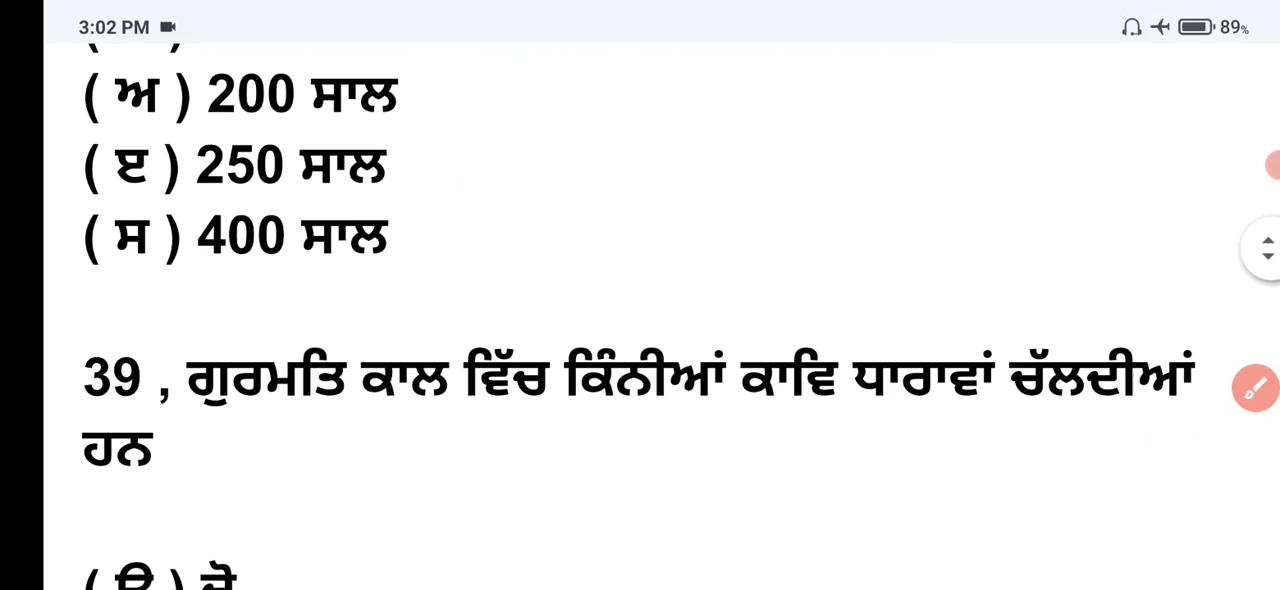 3:02 PM 89%
( ਅ ) 200 ਸਾਲ
( ੲ ) 250 ਸਾਲ
( ਸ ) 400 ਸਾਲ
39 , ਗੁਰਮਤਿ ਕਾਲ ਵਿੱਚ ਕਿੰਨੀਆਂ ਕਾਵਿ ਧਾਰਾਵਾਂ ਚੱਲਦੀਆਂ
ਹਨ
( ੳ )